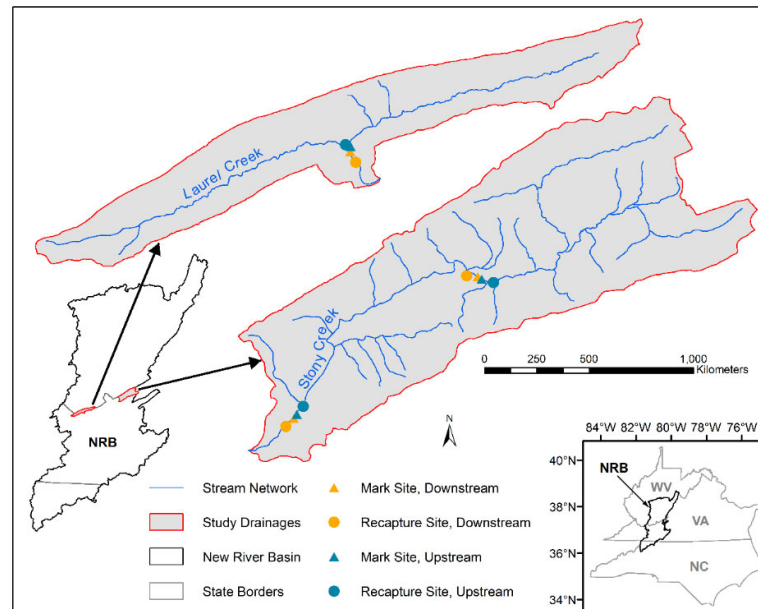 Laurel Creek
Stony Creek
0 250 500 1,000
Kilometers
N
NRB
Stream Network
Study Drainages
New River Basin
State Borders
Mark Site, Downstream
Recapture Site, Downstream
Mark Site, Upstream
Recapture Site, Upstream
84°W 82°W 80°W 78°W 76°W
40°N
38°N
36°N
34°N
NRB
WV
VA
NC